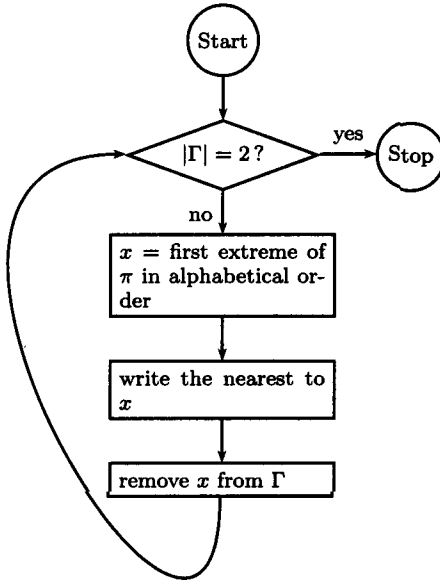 Start
|Γ| = 2 ?
yes
Stop
no
x = first extreme of
π in alphabetical or-
der
write the nearest to
x
remove x from Γ